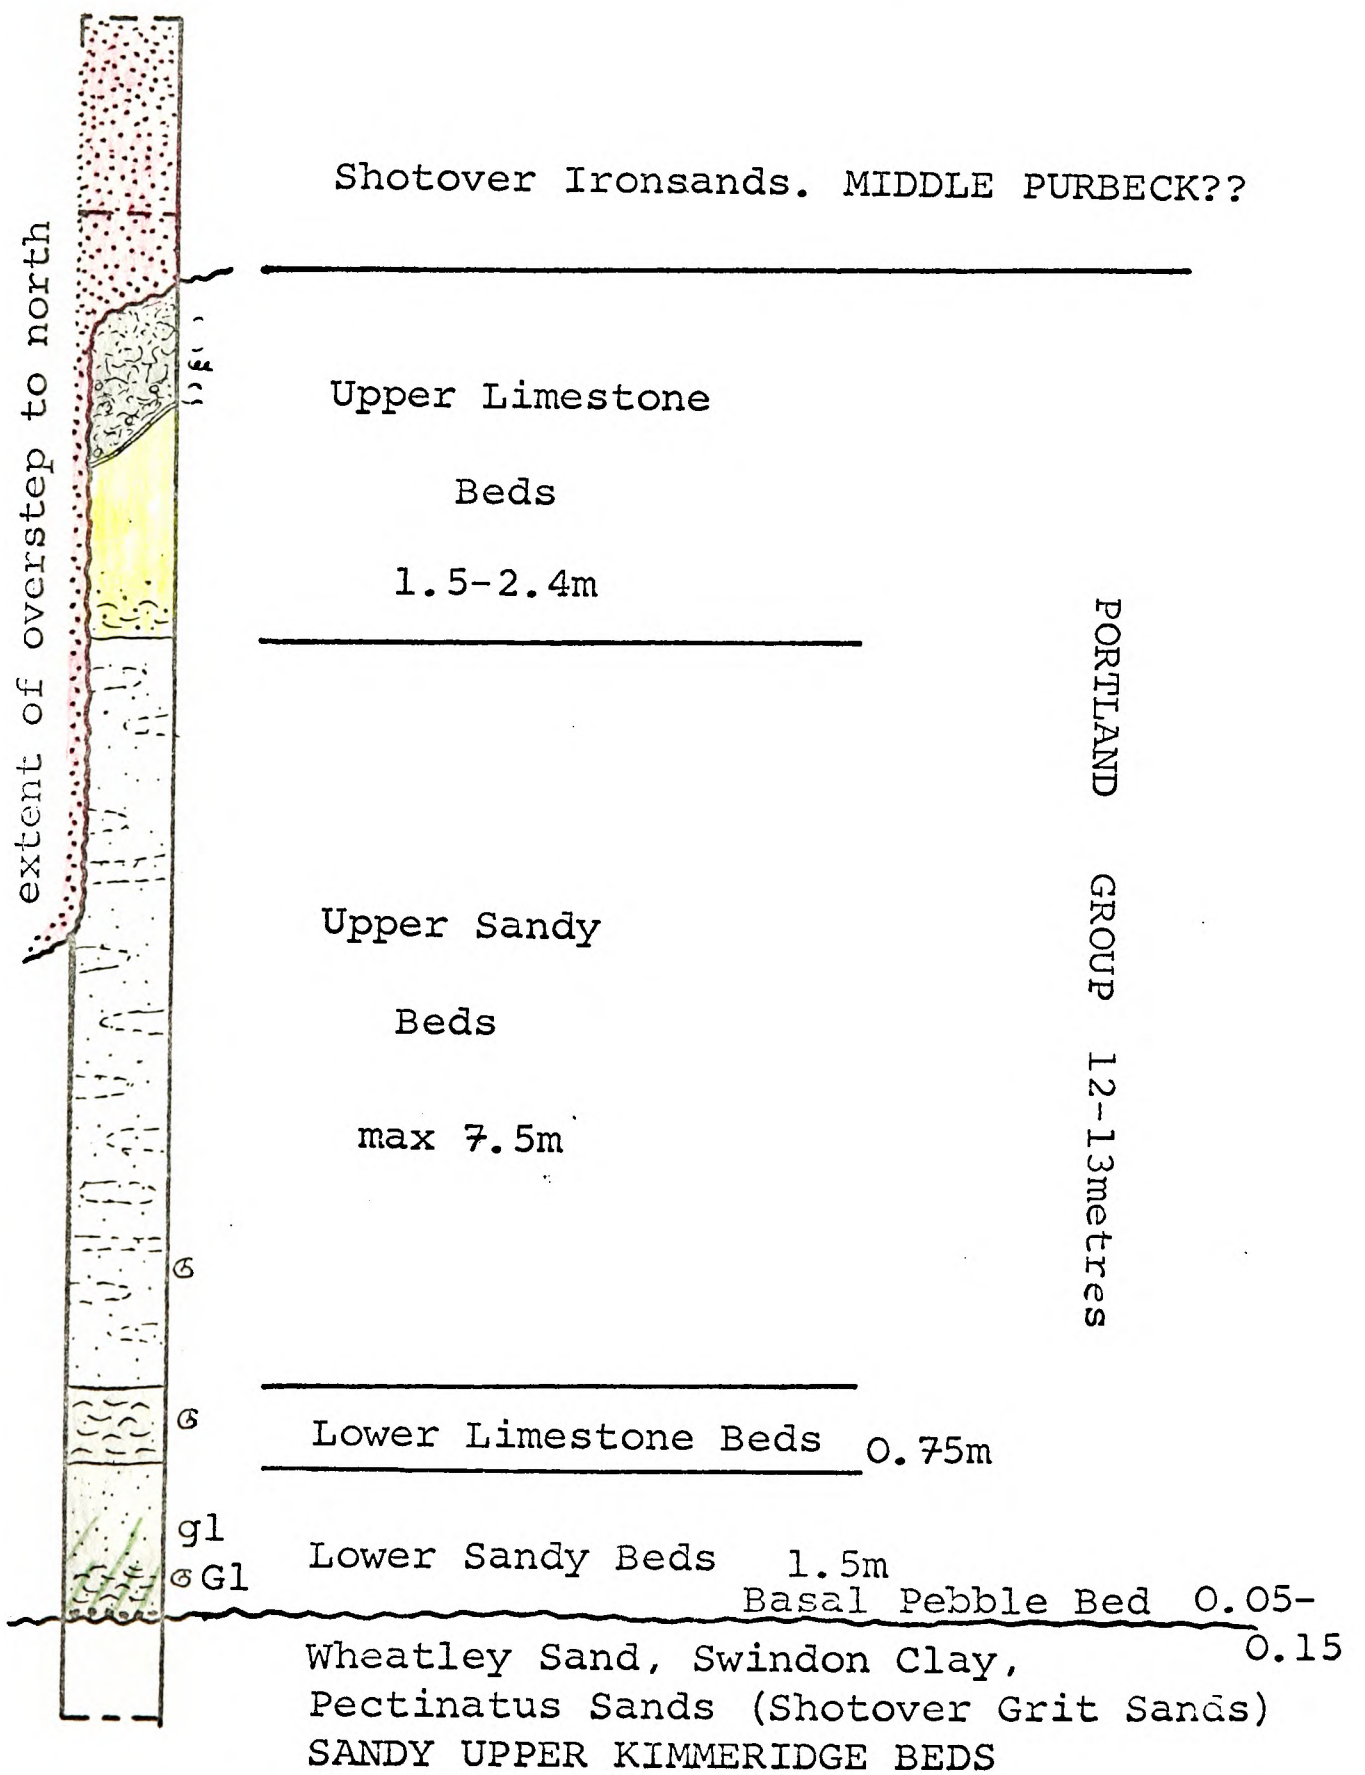 Shotover Ironsands. MIDDLE PURBECK??
extent of overstep to north
Upper Limestone
Beds
1.5-2.4m
PORTLAND GROUP 12-13metres
Upper Sandy
Beds
max 7.5m
Lower Limestone Beds 0.75m
gl
Gl
Lower Sandy Beds 1.5m
Basal Pebble Bed 0.05-
0.15
Wheatley Sand, Swindon Clay,
Pectinatus Sands (Shotover Grit Sands)
SANDY UPPER KIMMERIDGE BEDS